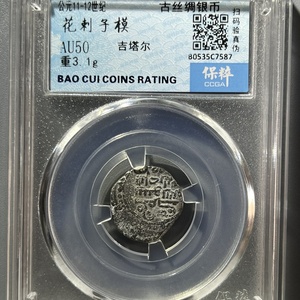 公元11-12世纪
古丝绸银币
花剌子模
AU50
吉塔尔
重3.1g
扫码验真伪
80535C7587
BAO CUI COINS RATING
保粹
CCGA